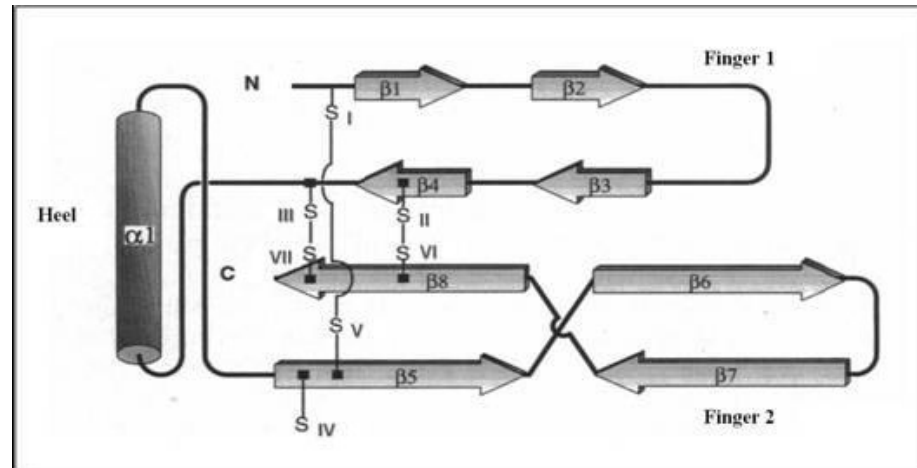 Finger 1
N
β1
β2
S I
β4
β3
Heel
α1
III S
S II
VII S
S VI
C
β8
β6
S V
β5
β7
S IV
Finger 2